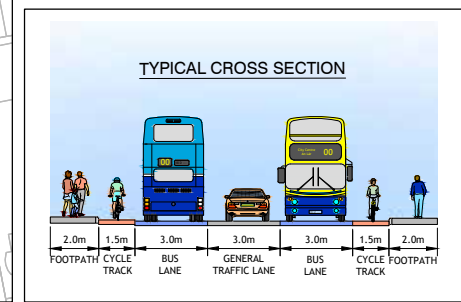 TYPICAL CROSS SECTION
00
00
2.0m 1.5m 3.0m 3.0m 3.0m 1.5m 2.0m
FOOTPATH CYCLE TRACK BUS LANE GENERAL TRAFFIC LANE BUS LANE CYCLE TRACK FOOTPATH